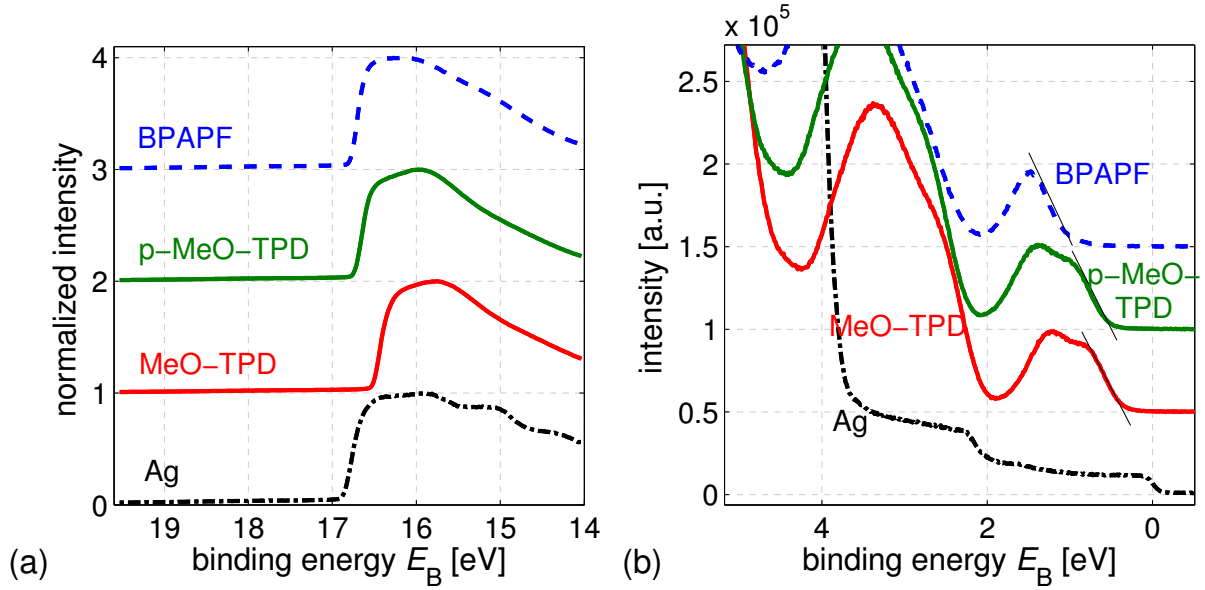 4
3
2
1
0
normalized intensity
BPAPF
p−MeO−TPD
MeO−TPD
Ag
19 18 17 16 15 14
binding energy E_B [eV]
(a)
x 10^5
2.5
2
1.5
1
0.5
0
intensity [a.u.]
BPAPF
p−MeO−
TPD
MeO−TPD
Ag
4 2 0
binding energy E_B [eV]
(b)